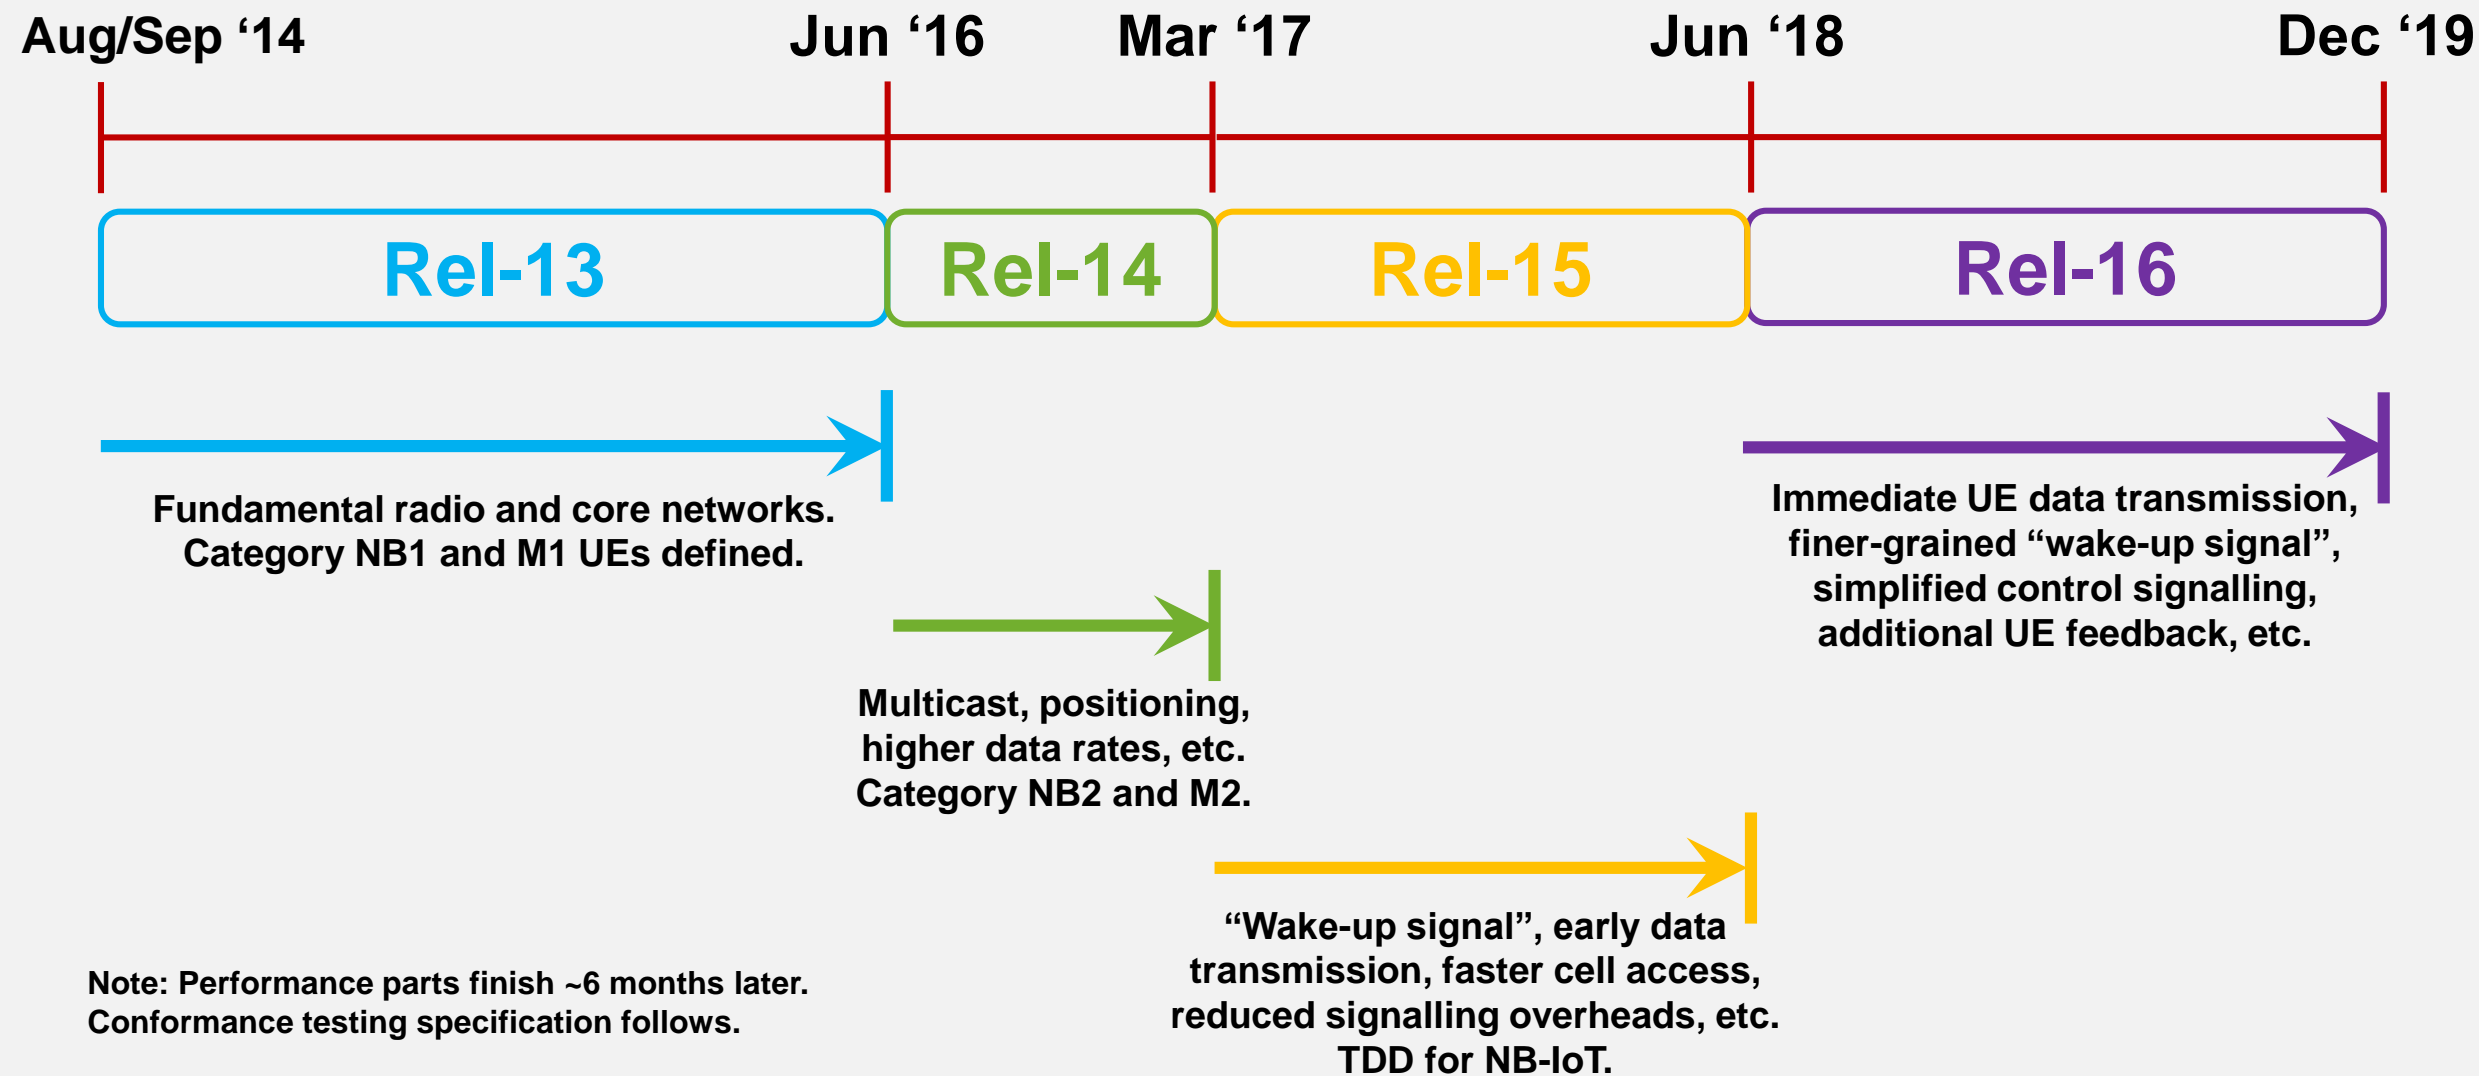 Aug/Sep ‘14
Jun ‘16
Mar ‘17
Jun ‘18
Dec ‘19
Rel-13
Rel-14
Rel-15
Rel-16
Fundamental radio and core networks.
Category NB1 and M1 UEs defined.
Immediate UE data transmission,
finer-grained “wake-up signal”,
simplified control signalling,
additional UE feedback, etc.
Multicast, positioning,
higher data rates, etc.
Category NB2 and M2.
“Wake-up signal”, early data
transmission, faster cell access,
reduced signalling overheads, etc.
TDD for NB-IoT.
Note: Performance parts finish ~6 months later.
Conformance testing specification follows.